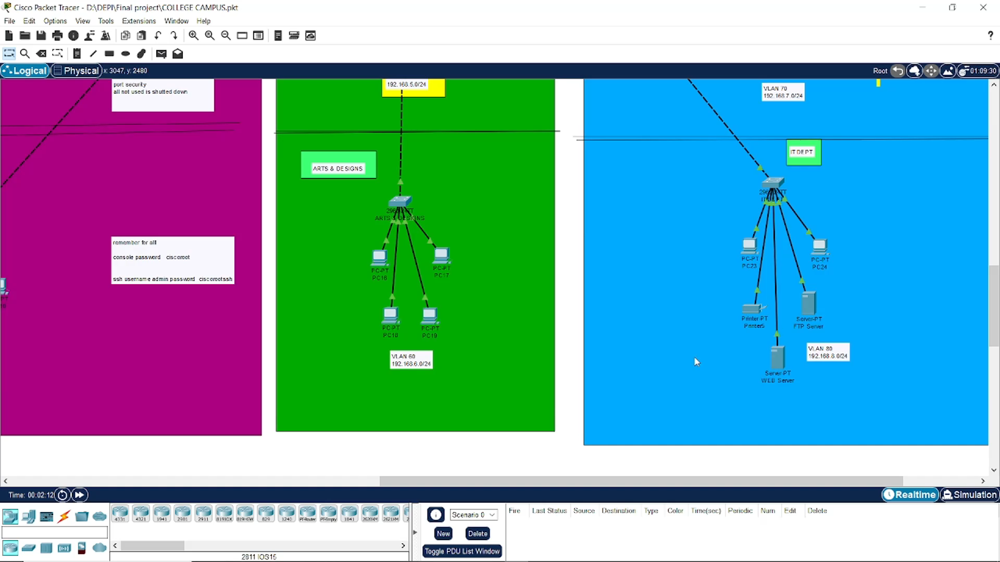 Cisco Packet Tracer - D:\DEPI\Final project\COLLEGE CAMPUS.pkt
File Edit Options View Tools Extensions Window Help
?
Logical Physical x: 3047, y: 2480 Root 01:09:30
port security
all not used is shutted down
192.168.5.0/24
VLAN 70
192.168.7.0/24
ARTS & DESIGNS
IT DEPT
ARTS & DESIGNS
remember for all!
console password ciscoroot
ssh username admin password ciscorootssh
PC-PT
PC16
PC-PT
PC17
PC-PT
PC18
PC-PT
PC19
VLAN 60
192.168.6.0/24
PC-PT
PC23
PC-PT
PC24
Printer-PT
Printer5
Server-PT
FTP Server
VLAN 80
192.168.8.0/24
Server-PT
WEB Server
Time: 00:02:12 Realtime Simulation
4331 4321 1941 2901 2911 819IOX 819HGW 829 1240 PT-Router PT-Empty 1841 2620XM 2621XM
2811 IOS15
Scenario 0
New Delete
Toggle PDU List Window
Fire Last Status Source Destination Type Color Time(sec) Periodic Num Edit Delete